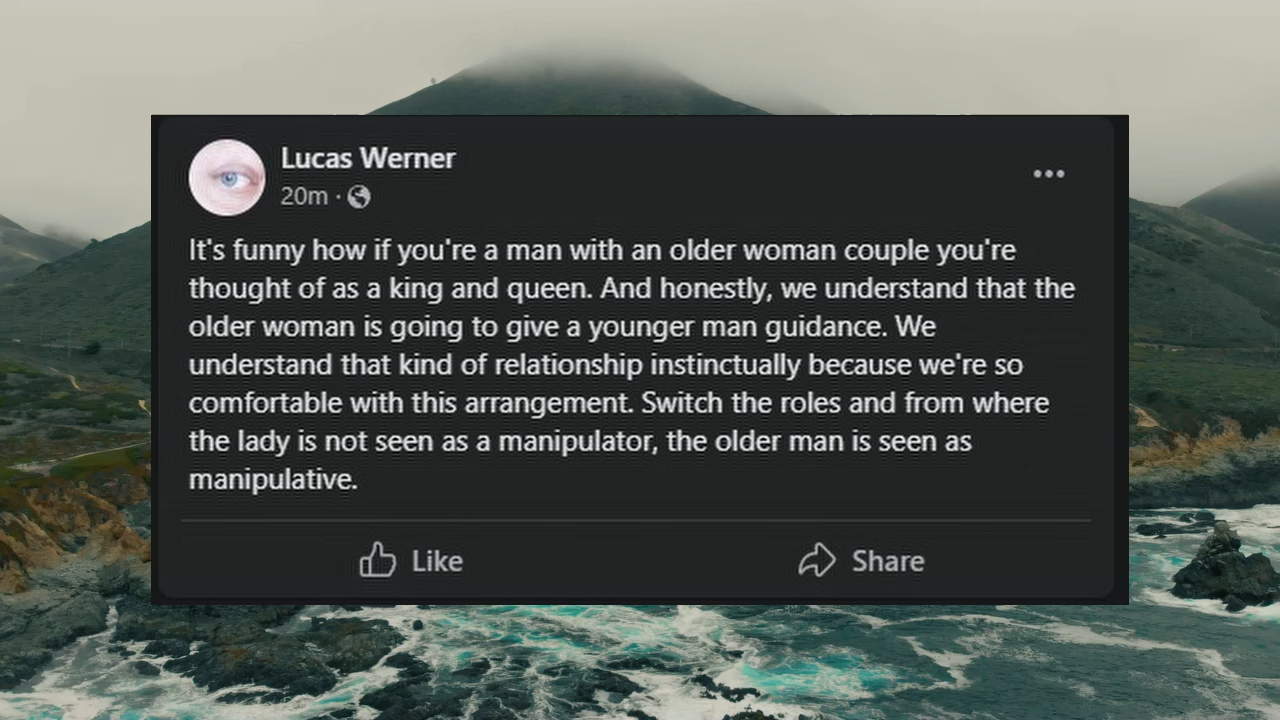 Lucas Werner
20m ·
It's funny how if you're a man with an older woman couple you're
thought of as a king and queen. And honestly, we understand that the
older woman is going to give a younger man guidance. We
understand that kind of relationship instinctually because we're so
comfortable with this arrangement. Switch the roles and from where
the lady is not seen as a manipulator, the older man is seen as
manipulative.
Like
Share